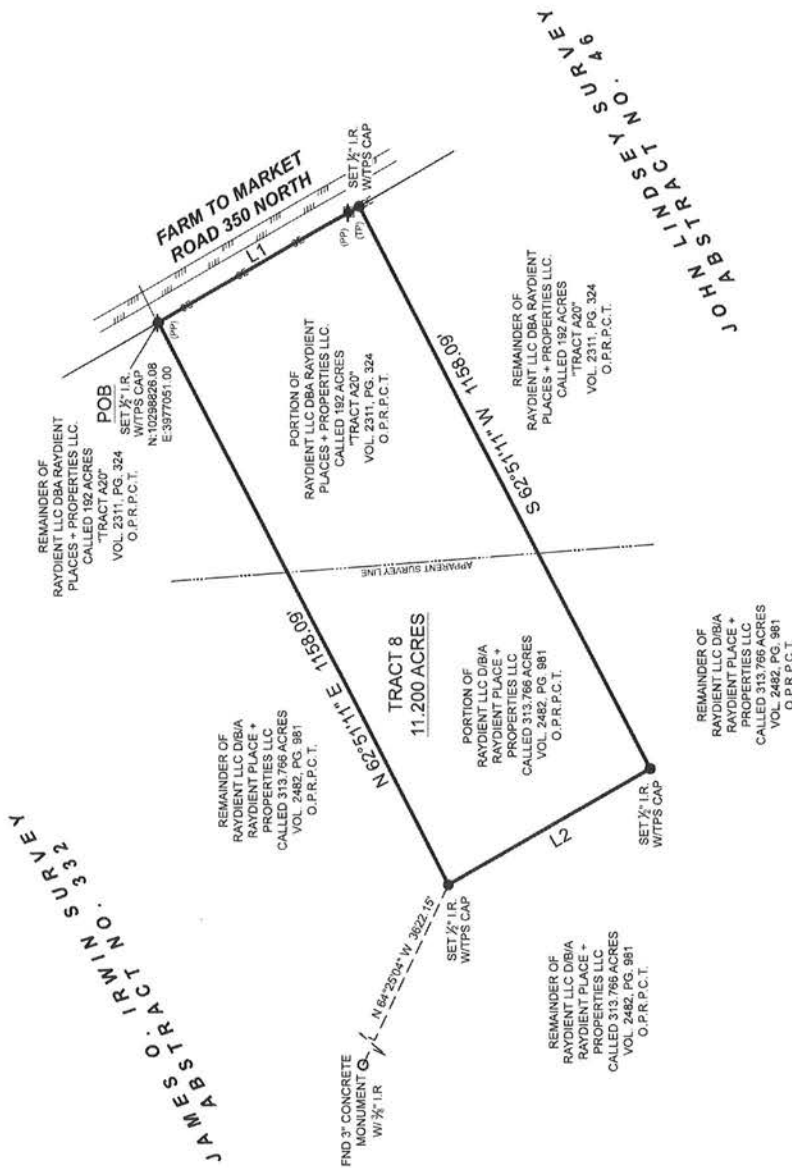 JAMES O. IRWIN SURVEY
ABSTRACT NO. 332
REMAINDER OF
RAYDIENT LLC DBA RAYDIENT
PLACES + PROPERTIES LLC.
CALLED 192 ACRES
"TRACT A20"
VOL. 2311, PG. 324
O.P.R.P.C.T.
POB
SET ½" I.R.
W/TPS CAP
N:10298826.08
E:3977051.00
(PP)
FARM TO MARKET
ROAD 350 NORTH
L1
(PP)
(TP)
SET ½" I.R.
W/TPS CAP
JOHN LINDSEY SURVEY
ABSTRACT NO. 46
PORTION OF
RAYDIENT LLC DBA RAYDIENT
PLACES + PROPERTIES LLC.
CALLED 192 ACRES
"TRACT A20"
VOL. 2311, PG. 324
O.P.R.P.C.T.
REMAINDER OF
RAYDIENT LLC DBA RAYDIENT
PLACES + PROPERTIES LLC.
CALLED 192 ACRES
"TRACT A20"
VOL. 2311, PG. 324
O.P.R.P.C.T.
N 62°51'11" E 1158.09'
S 62°51'11" W 1158.09'
APPARENT SURVEY LINE
REMAINDER OF
RAYDIENT LLC D/B/A
RAYDIENT PLACE +
PROPERTIES LLC
CALLED 313.766 ACRES
VOL. 2482, PG. 981
O.P.R.P.C.T.
TRACT 8
11.200 ACRES
PORTION OF
RAYDIENT LLC D/B/A
RAYDIENT PLACE +
PROPERTIES LLC
CALLED 313.766 ACRES
VOL. 2482, PG. 981
O.P.R.P.C.T.
REMAINDER OF
RAYDIENT LLC D/B/A
RAYDIENT PLACE +
PROPERTIES LLC
CALLED 313.766 ACRES
VOL. 2482, PG. 981
O.P.R.P.C.T.
L2
SET ½" I.R.
W/TPS CAP
SET ½" I.R.
W/TPS CAP
N 64°25'04" W 3622.15'
FND 3" CONCRETE
MONUMENT
W/ ⅜" I.R
REMAINDER OF
RAYDIENT LLC D/B/A
RAYDIENT PLACE +
PROPERTIES LLC
CALLED 313.766 ACRES
VOL. 2482, PG. 981
O.P.R.P.C.T.